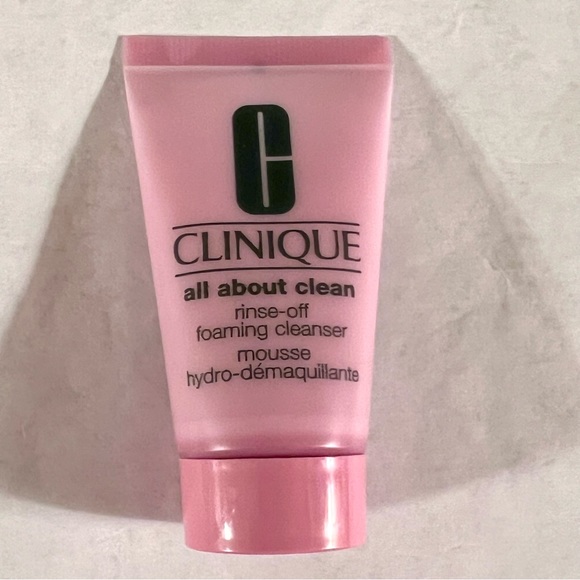 C
CLINIQUE
all about clean
rinse-off
foaming cleanser
mousse
hydro-démaquillante